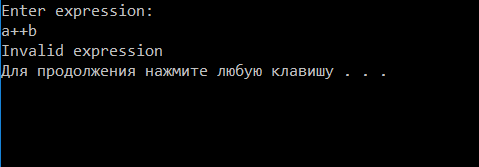 Enter expression:
a++b
Invalid expression
Для продолжения нажмите любую клавишу . . .